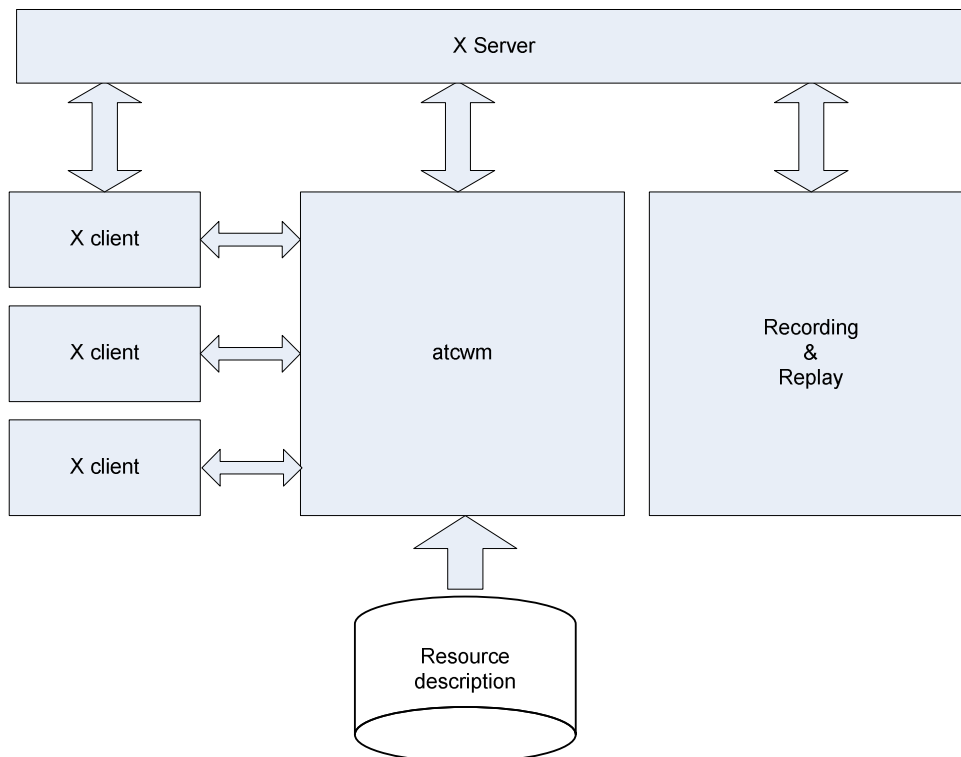 X Server
X client
X client
X client
atcwm
Recording
&
Replay
Resource
description